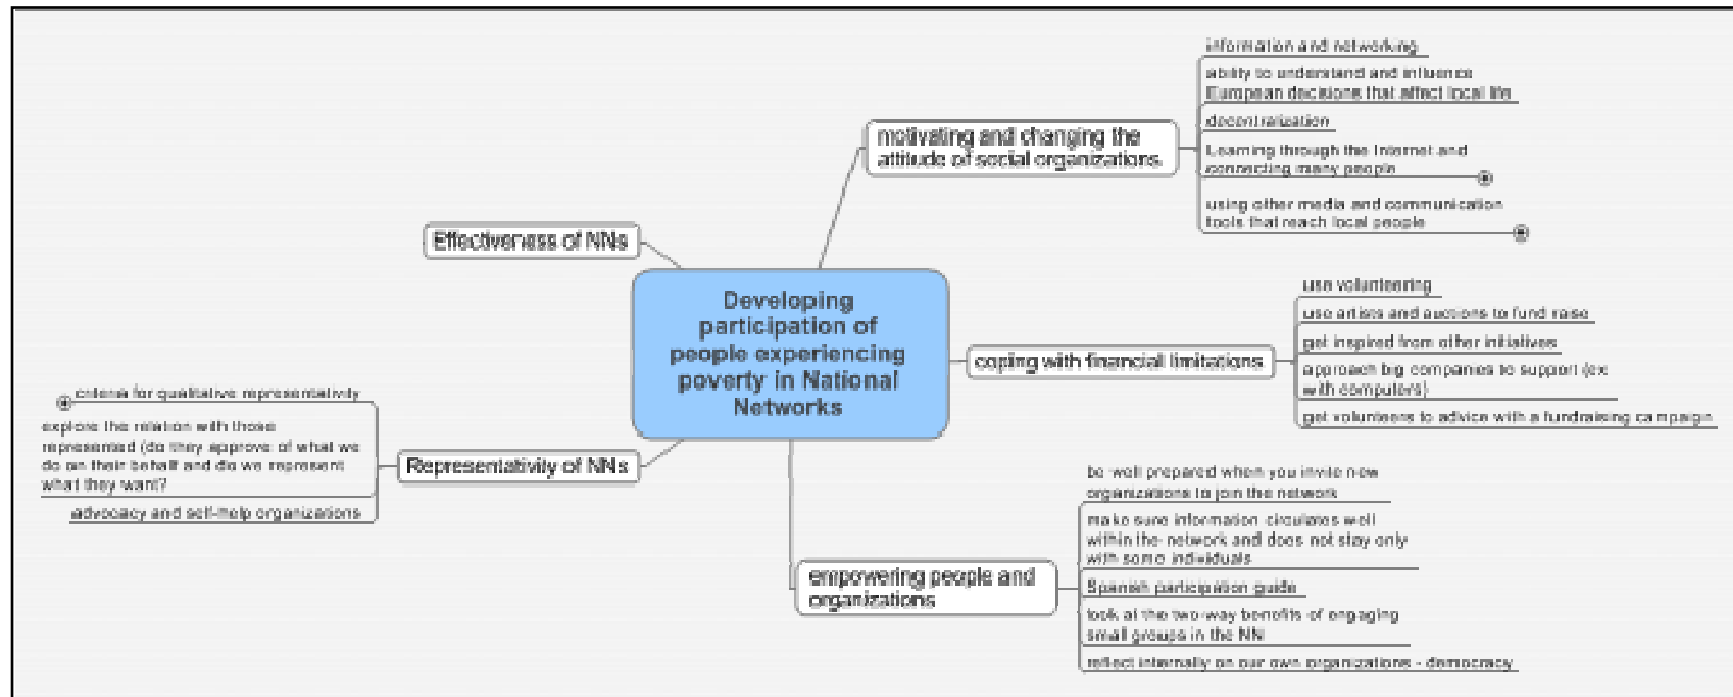 Developing
participation of
people experiencing
poverty in National
Networks
motivating and changing the
attitude of social organizations.
information and networking
ability to understand and influence
European decisions that affect local life
decentralization
Learning through the Internet and
connecting many people
using other media and communication
tools that reach local people
coping with financial limitations
use volunteering
use artists and auctions to fund raise
get inspired from other initiatives
approach big companies to support (ex
with computers)
get volunteers to advice with a fundraising campaign
empowering people and
organizations
be well prepared when you invite new
organizations to join the network
make sure information circulates well
within the network and does not stay only
with some individuals
Spanish participation guide
look at the two-way benefits of engaging
small groups in the NN
reflect internally on our own organizations - democracy
Representativity of NNs
criteria for qualitative representativity
explore the relation with those
represented (do they approve of what we
do on their behalf and do we represent
what they want?
advocacy and self-help organizations
Effectiveness of NNs